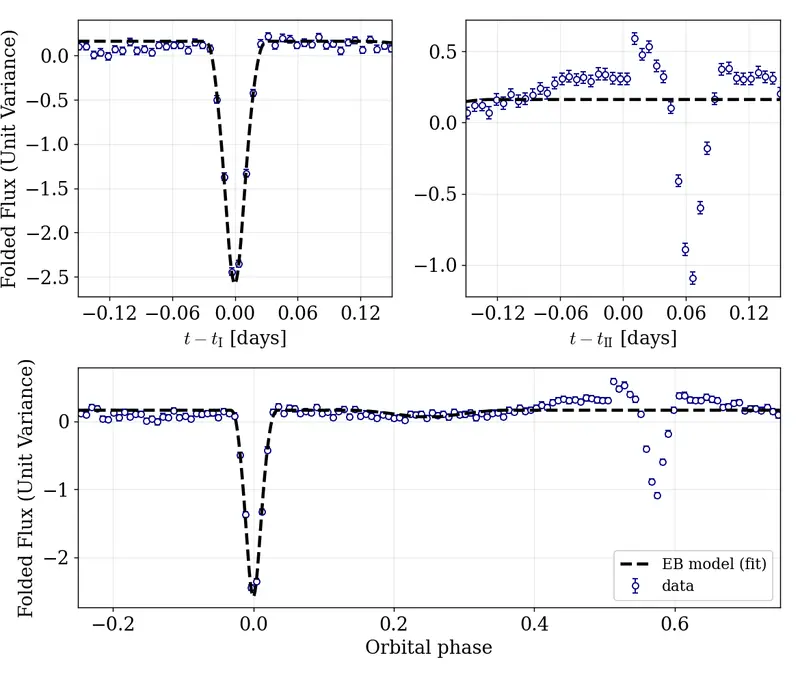 Folded Flux (Unit Variance)
0.0
−0.5
−1.0
−1.5
−2.0
−2.5
−0.12 −0.06 0.00 0.06 0.12
t − tI [days]
0.5
0.0
−0.5
−1.0
−0.12 −0.06 0.00 0.06 0.12
t − tII [days]
Folded Flux (Unit Variance)
0
−1
−2
−0.2 0.0 0.2 0.4 0.6
Orbital phase
EB model (fit)
data